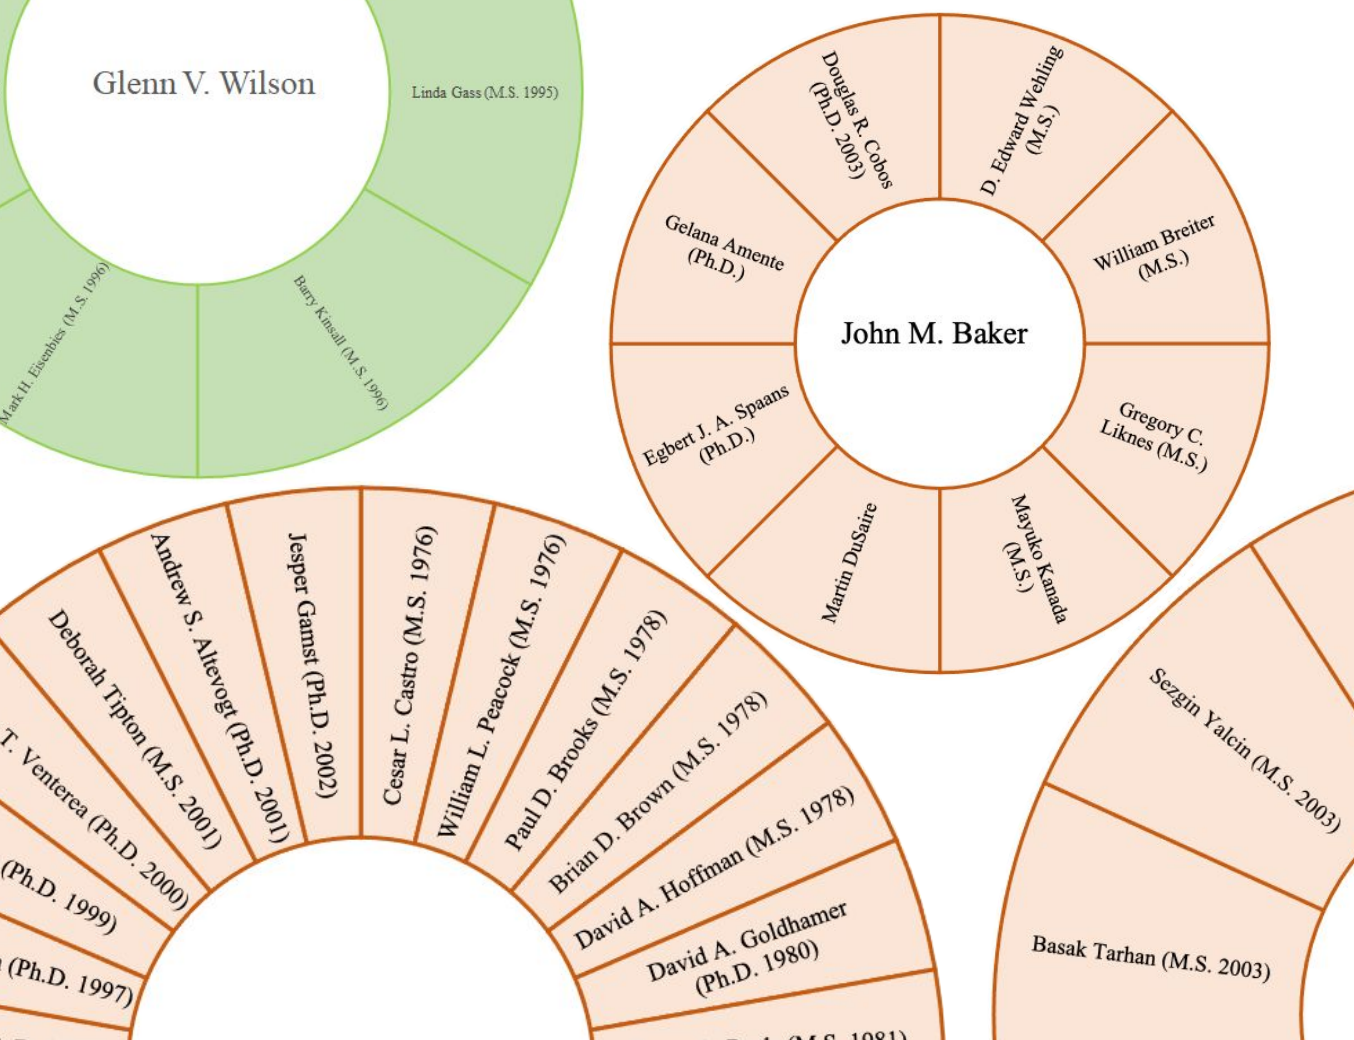 Glenn V. Wilson
Linda Gass (M.S. 1995)
Barry Kinsall (M.S. 1996)
Mark H. Eisenbies (M.S. 1996)
John M. Baker
D. Edward Wehling
(M.S.)
William Breiter
(M.S.)
Gregory C.
Liknes (M.S.)
Mayuko Kanada
(M.S.)
Martin DuSaire
Egbert J. A. Spaans
(Ph.D.)
Gelana Amente
(Ph.D.)
Douglas R. Cobos
(Ph.D. 2003)
(Ph.D. 1997)
(Ph.D. 1999)
T. Venterea (Ph.D. 2000)
Deborah Tipton (M.S. 2001)
Andrew S. Altevogt (Ph.D. 2001)
Jesper Gamst (Ph.D. 2002)
Cesar L. Castro (M.S. 1976)
William L. Peacock (M.S. 1976)
Paul D. Brooks (M.S. 1978)
Brian D. Brown (M.S. 1978)
David A. Hoffman (M.S. 1978)
David A. Goldhamer
(Ph.D. 1980)
(M.S. 1981)
Sezgin Yalcin (M.S. 2003)
Basak Tarhan (M.S. 2003)